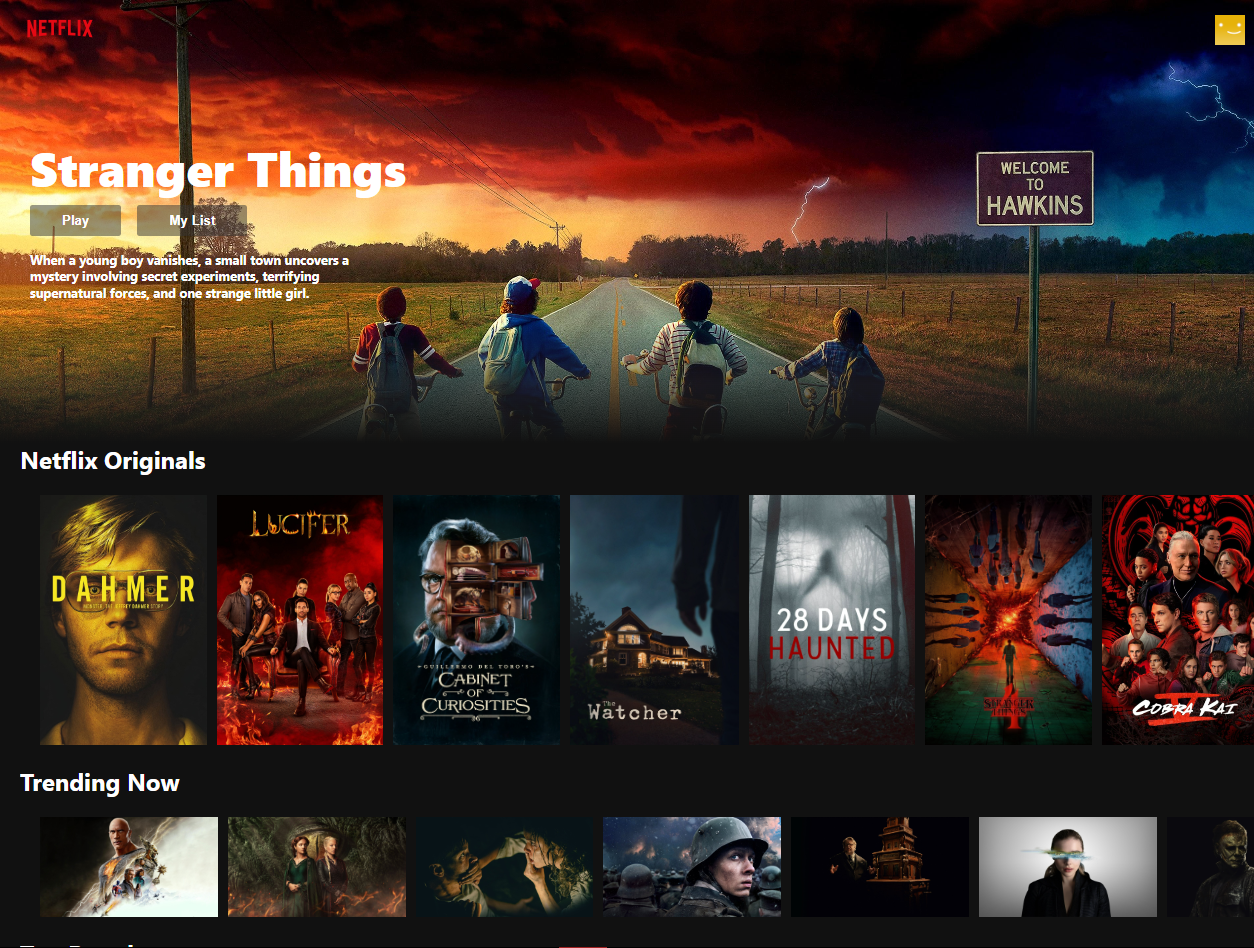 NETFLIX
WELCOME
TO
HAWKINS
Stranger Things
Play
My List
When a young boy vanishes, a small town uncovers a
mystery involving secret experiments, terrifying
supernatural forces, and one strange little girl.
Netflix Originals
DAHMER
LUCIFER
GUILLERMO DEL TORO'S
CABINET
OF
CURIOSITIES
The
Watcher
28 DAYS
HAUNTED
STRANGER
THINGS
4
COBRA KAI
V
Trending Now